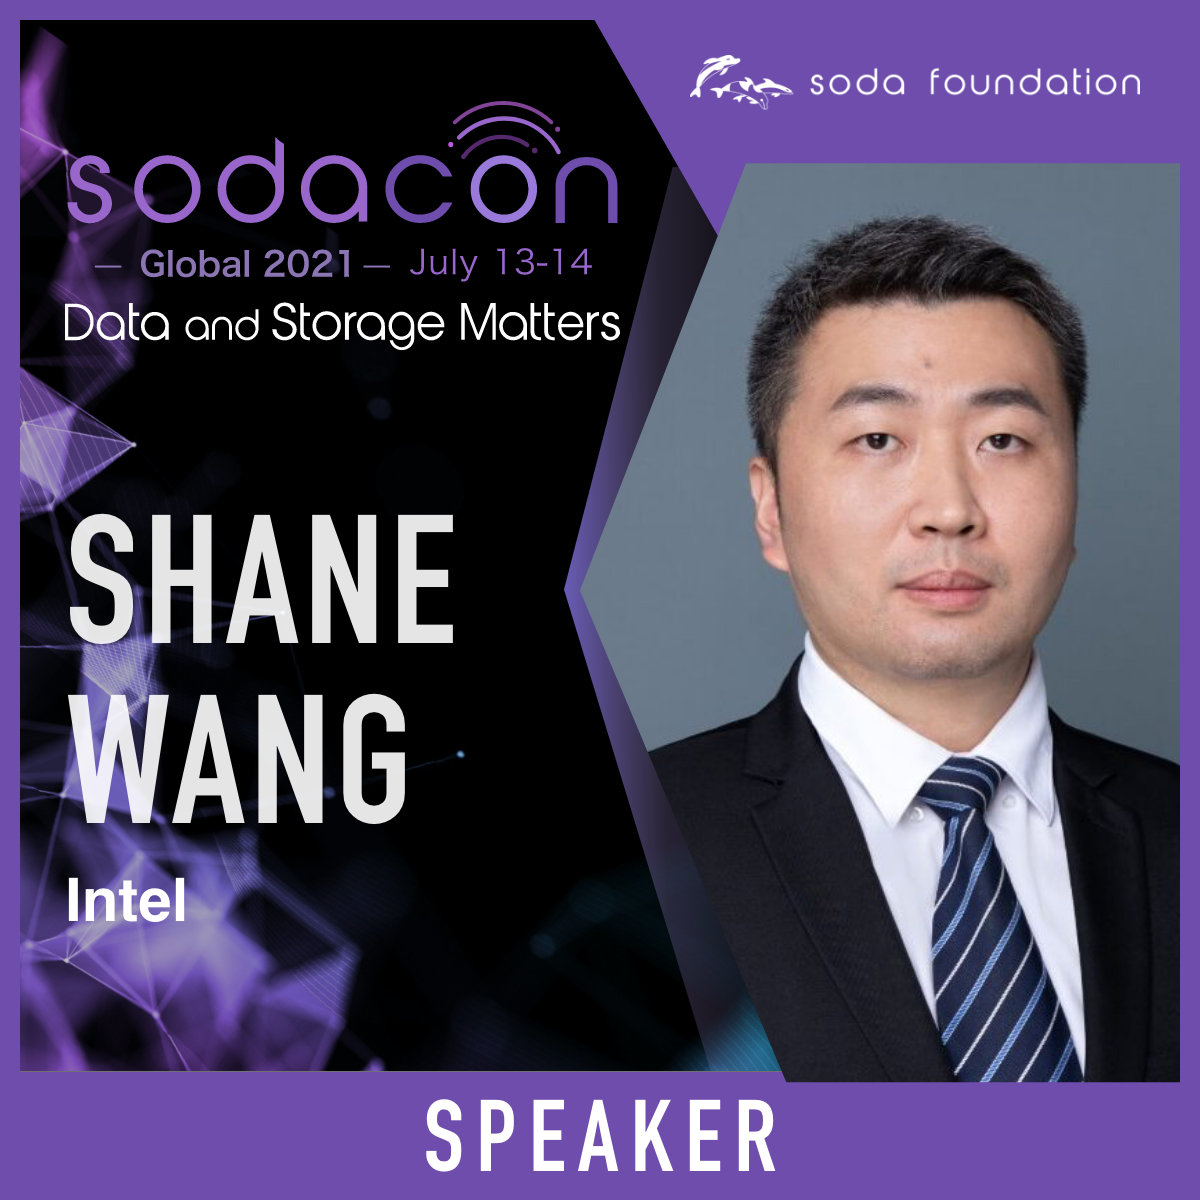 soda foundation
sodacon
— Global 2021 — July 13-14
Data and Storage Matters
SHANE
WANG
Intel
SPEAKER